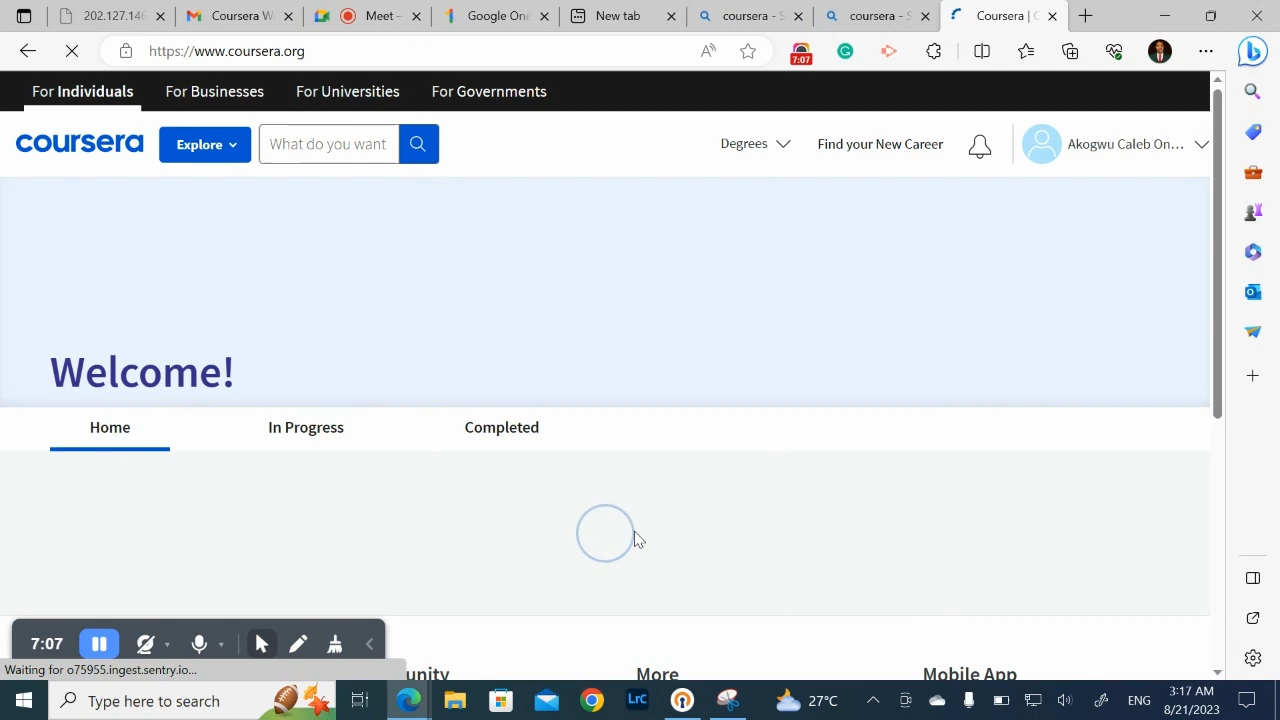 202.127.146
Coursera W
Meet –
Google One
New tab
coursera - S
coursera - S
Coursera | C
https://www.coursera.org
7:07
For Individuals
For Businesses
For Universities
For Governments
coursera
Explore
What do you want
Degrees
Find your New Career
Akogwu Caleb On...
Welcome!
Home
In Progress
Completed
7:07
Waiting for o75955.ingest.sentry.io...
unity
More
Mobile App
Type here to search
Lrc
27°C
ENG
3:17 AM
8/21/2023